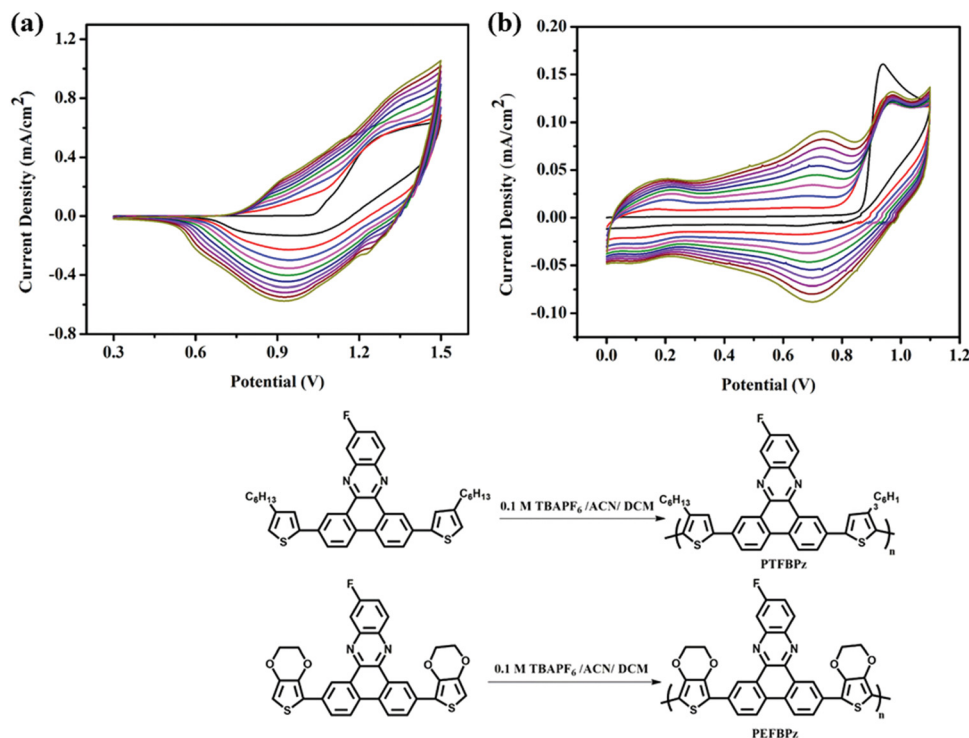 (a)
1.2
0.8
0.4
0.0
-0.4
-0.8
Current Density (mA/cm²)
0.3
0.6
0.9
1.2
1.5
Potential (V)
(b)
0.20
0.15
0.10
0.05
0.00
-0.05
-0.10
Current Density (mA/cm²)
0.0
0.2
0.4
0.6
0.8
1.0
1.2
Potential (V)
F
N
N
C₆H₁₃
C₆H₁₃
S
S
0.1 M TBAPF₆ /ACN/ DCM
F
N
N
C₆H₁₃
C₆H₁
3
S
S
n
PTFBPz
F
N
N
O
O
O
O
S
S
0.1 M TBAPF₆ /ACN/ DCM
F
N
N
O
O
O
O
S
S
n
PEFBPz